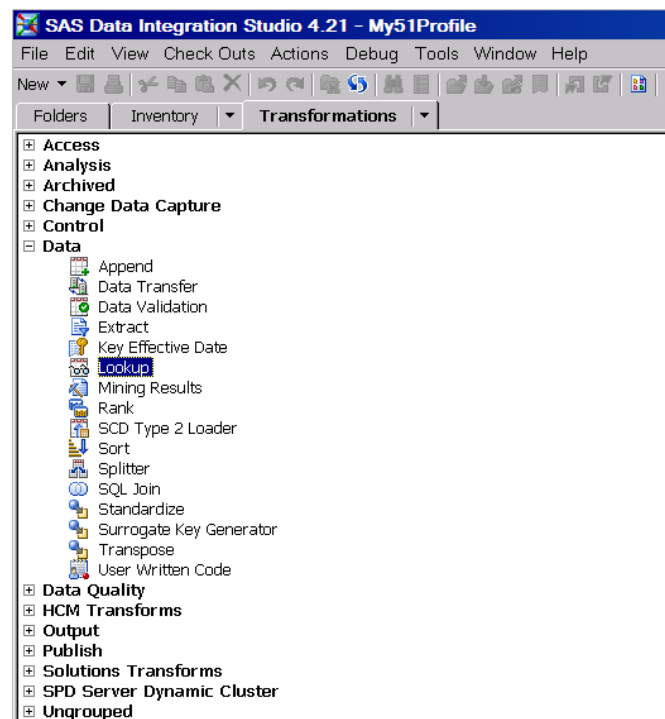 SAS Data Integration Studio 4.21 - My51Profile
File Edit View Check Outs Actions Debug Tools Window Help
New
Folders Inventory Transformations
Access
Analysis
Archived
Change Data Capture
Control
Data
Append
Data Transfer
Data Validation
Extract
Key Effective Date
Lookup
Mining Results
Rank
SCD Type 2 Loader
Sort
Splitter
SQL Join
Standardize
Surrogate Key Generator
Transpose
User Written Code
Data Quality
HCM Transforms
Output
Publish
Solutions Transforms
SPD Server Dynamic Cluster
Ungrouped